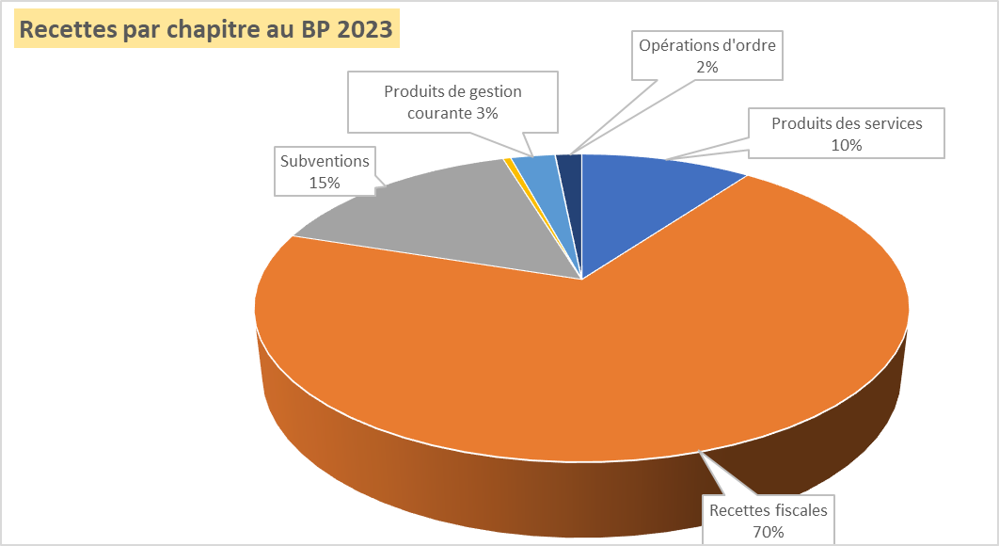 Recettes par chapitre au BP 2023
Opérations d'ordre
2%
Produits de gestion
courante 3%
Produits des services
10%
Subventions
15%
Recettes fiscales
70%